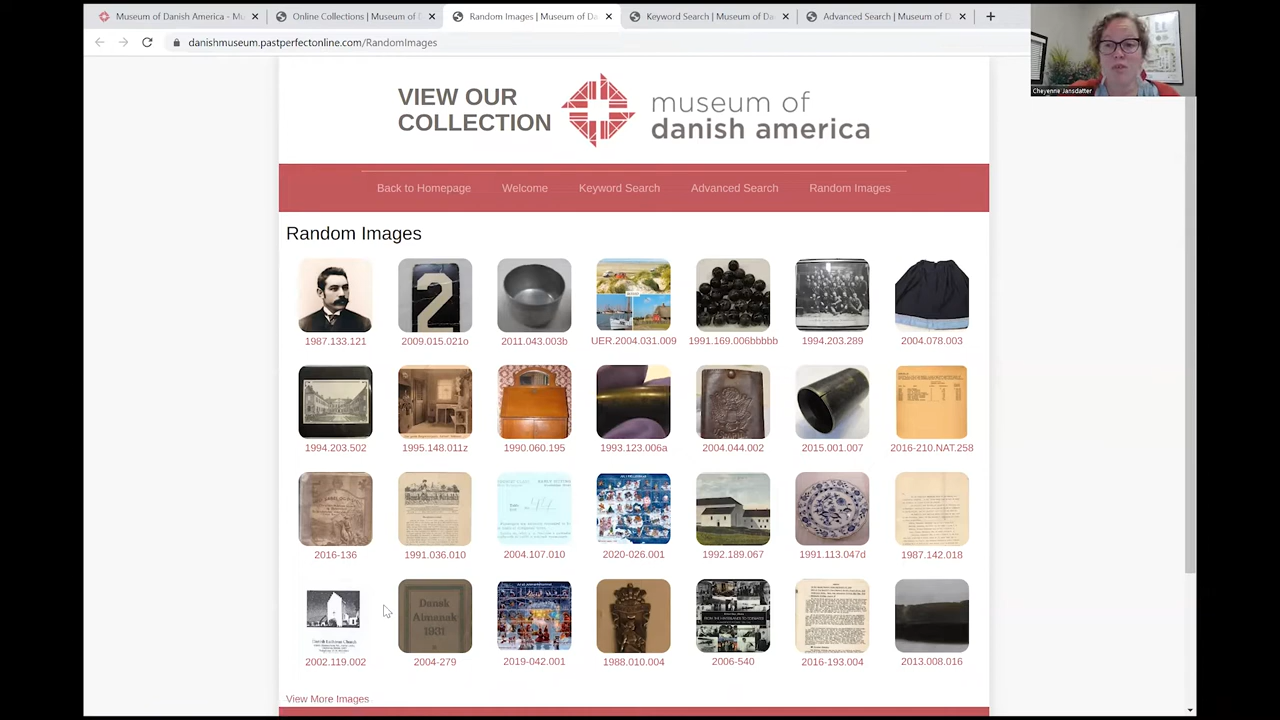 Museum of Danish America - Mu
Online Collections | Museum of D
Random Images | Museum of Da
Keyword Search | Museum of Da
Advanced Search | Museum of D
danishmuseum.pastperfectonline.com/RandomImages
Cheyenne Jansdatter
VIEW OUR
COLLECTION
museum of
danish america
Back to Homepage Welcome Keyword Search Advanced Search Random Images
Random Images
2
1987.133.121 2009.015.021o 2011.043.003b UER.2004.031.009 1991.169.006bbbbb 1994.203.289 2004.078.003
1994.203.502 1995.148.011z 1990.060.195 1993.123.006a 2004.044.002 2015.001.007 2016-210.NAT.258
2016-136 1991.036.010 2004.107.010 2020-026.001 1992.189.067 1991.113.047d 1987.142.018
Dansk
Almanak
1931
2002.119.002 2004-279 2019-042.001 1988.010.004 2006-540 2016-193.004 2013.008.016
View More Images